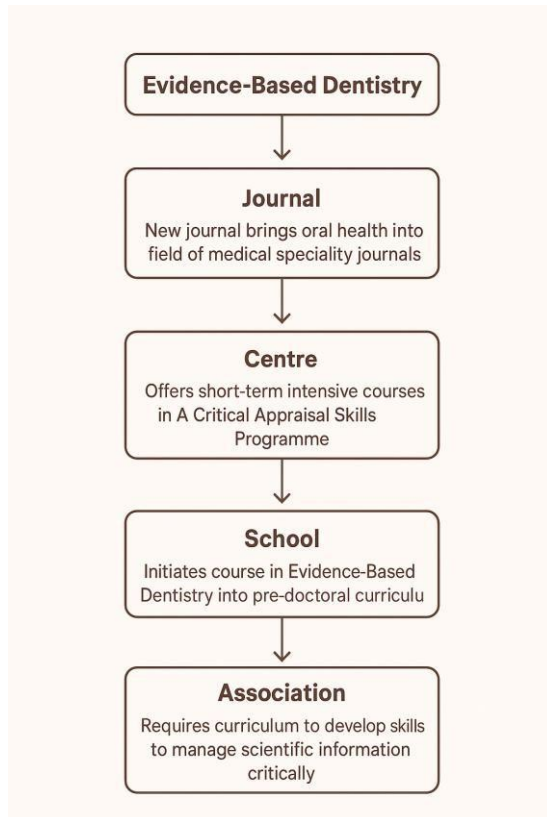 Evidence-Based Dentistry
Journal
New journal brings oral health into
field of medical speciality journals
Centre
Offers short-term intensive courses
in A Critical Appraisal Skills
Programme
School
Initiates course in Evidence-Based
Dentistry into pre-doctoral curriculu
Association
Requires curriculum to develop skills
to manage scientific information
critically